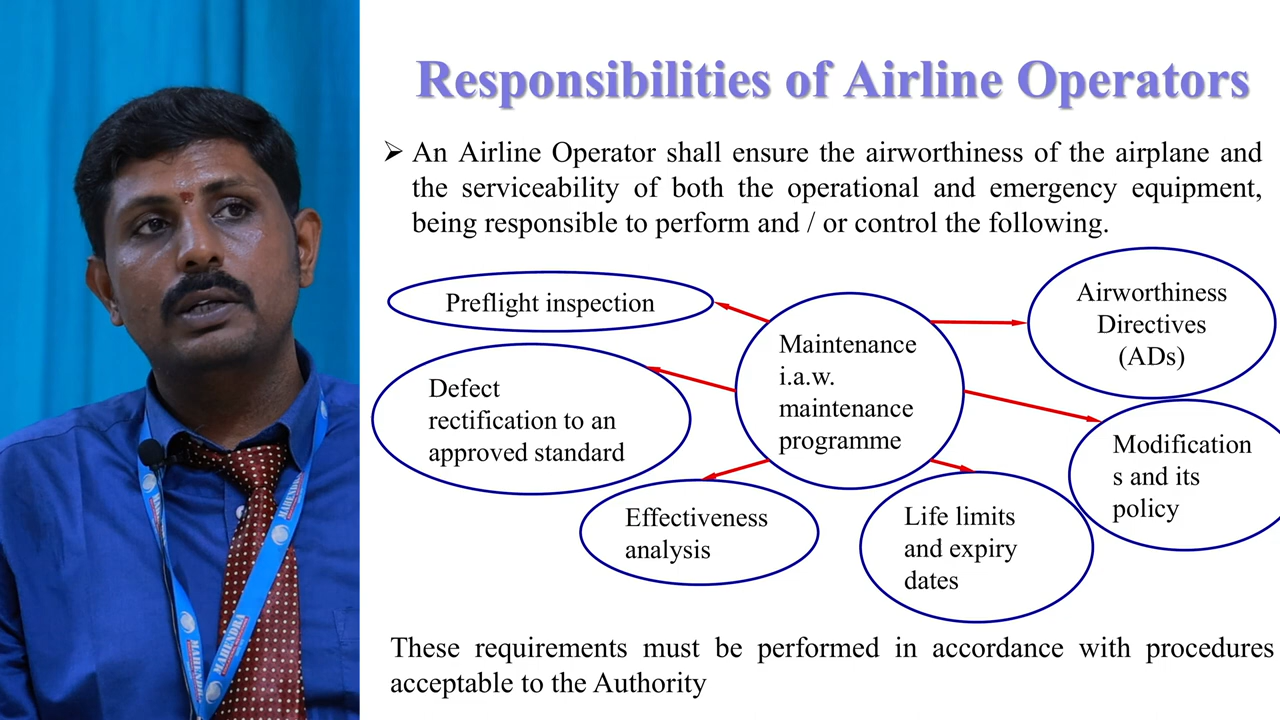 Responsibilities of Airline Operators
➢ An Airline Operator shall ensure the airworthiness of the airplane and
the serviceability of both the operational and emergency equipment,
being responsible to perform and / or control the following.
Preflight inspection
Defect
rectification to an
approved standard
Effectiveness
analysis
Maintenance
i.a.w.
maintenance
programme
Life limits
and expiry
dates
Airworthiness
Directives
(ADs)
Modification
s and its
policy
These requirements must be performed in accordance with procedures
acceptable to the Authority
MAHENDRA
MAHENDRA
MAHENDRA